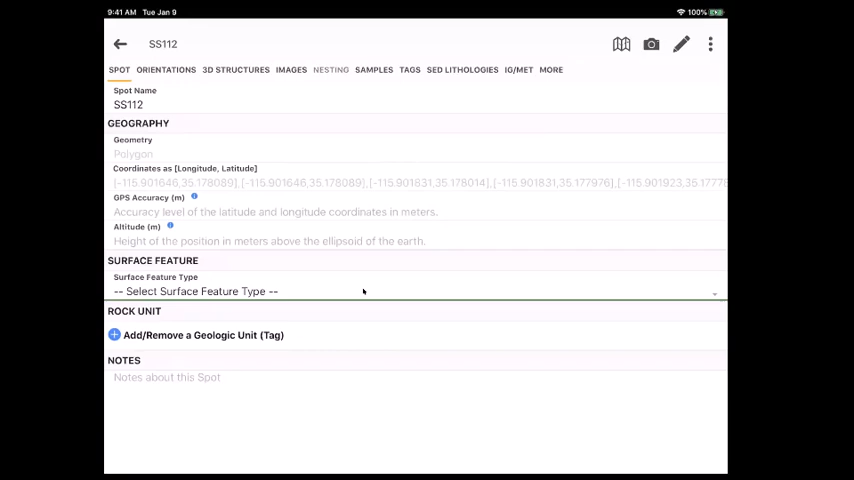 9:41 AM Tue Jan 9 100%
SS112
SPOT ORIENTATIONS 3D STRUCTURES IMAGES NESTING SAMPLES TAGS SED LITHOLOGIES IG/MET MORE
Spot Name
SS112
GEOGRAPHY
Geometry
Polygon
Coordinates as [Longitude, Latitude]
[-115.901646,35.178089],[-115.901646,35.178089],[-115.901831,35.178014],[-115.901831,35.177976],[-115.901923,35.1777
GPS Accuracy (m)
Accuracy level of the latitude and longitude coordinates in meters.
Altitude (m)
Height of the position in meters above the ellipsoid of the earth.
SURFACE FEATURE
Surface Feature Type
-- Select Surface Feature Type --
ROCK UNIT
Add/Remove a Geologic Unit (Tag)
NOTES
Notes about this Spot